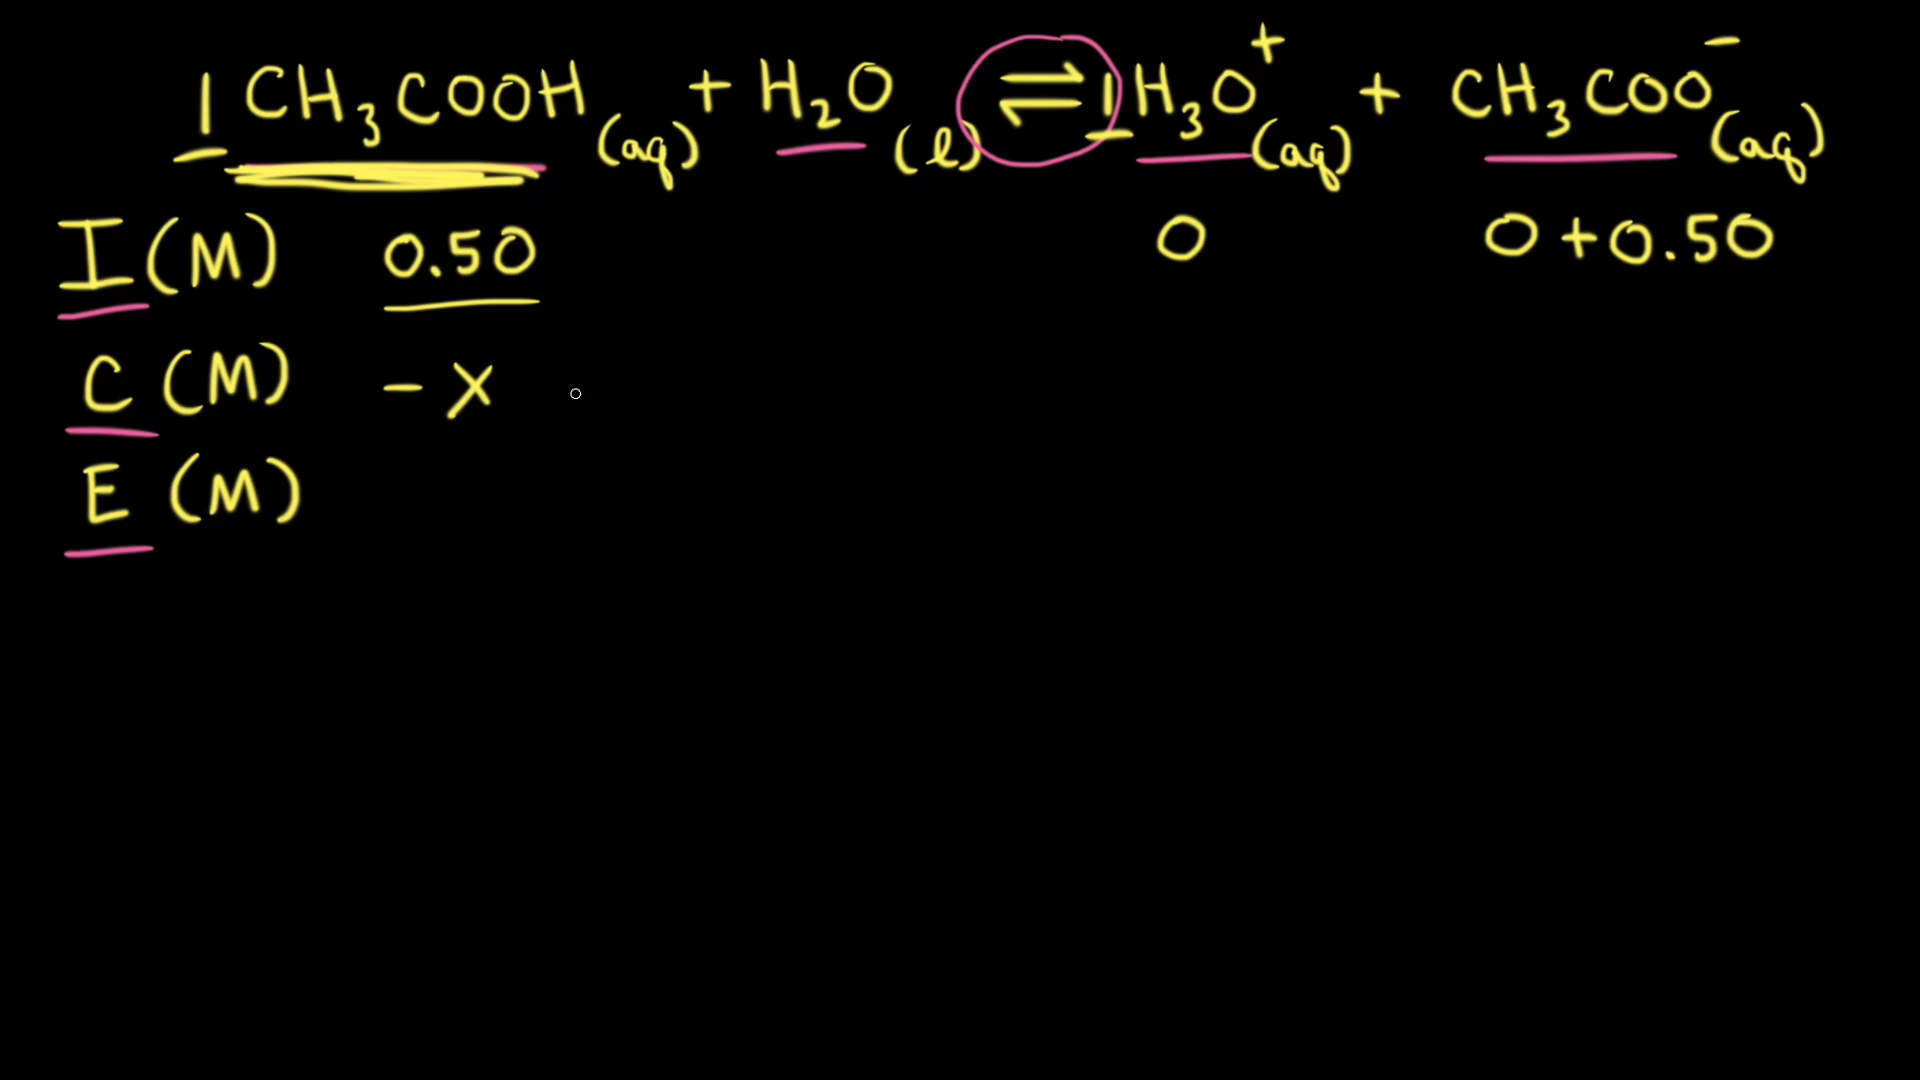 1 CH₃COOH(aq) + H₂O(l) ⇌ 1 H₃O⁺(aq) + CH₃COO⁻(aq)
I (M) 0.50 0 0 + 0.50
C (M) - X
E (M)